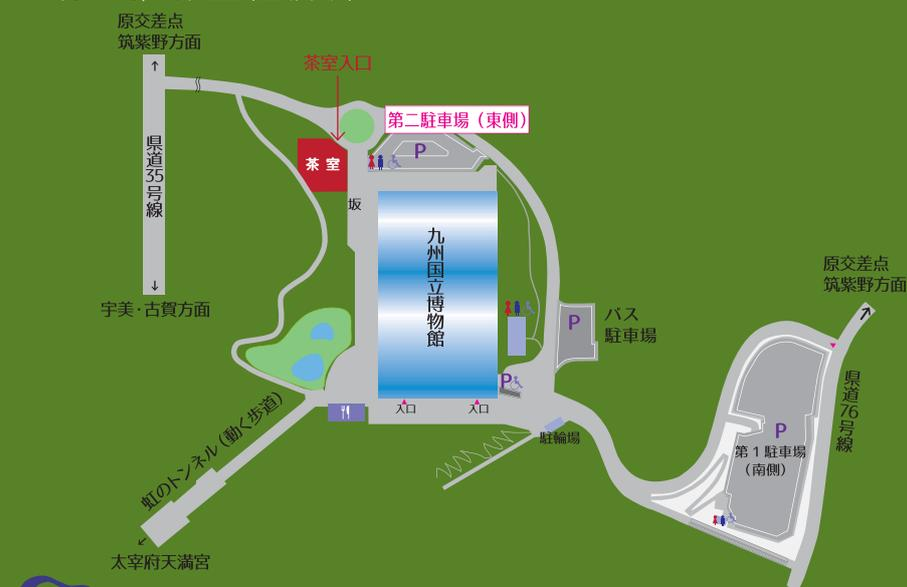 原交差点
筑紫野方面
県道35号線
宇美・古賀方面
茶室入口
第二駐車場（東側）
P
茶 室
坂
九州国立博物館
P
バス
駐車場
P
入口
入口
駐輪場
虹のトンネル（動く歩道）
太宰府天満宮
原交差点
筑紫野方面
県道76号線
P
第1駐車場
（南側）